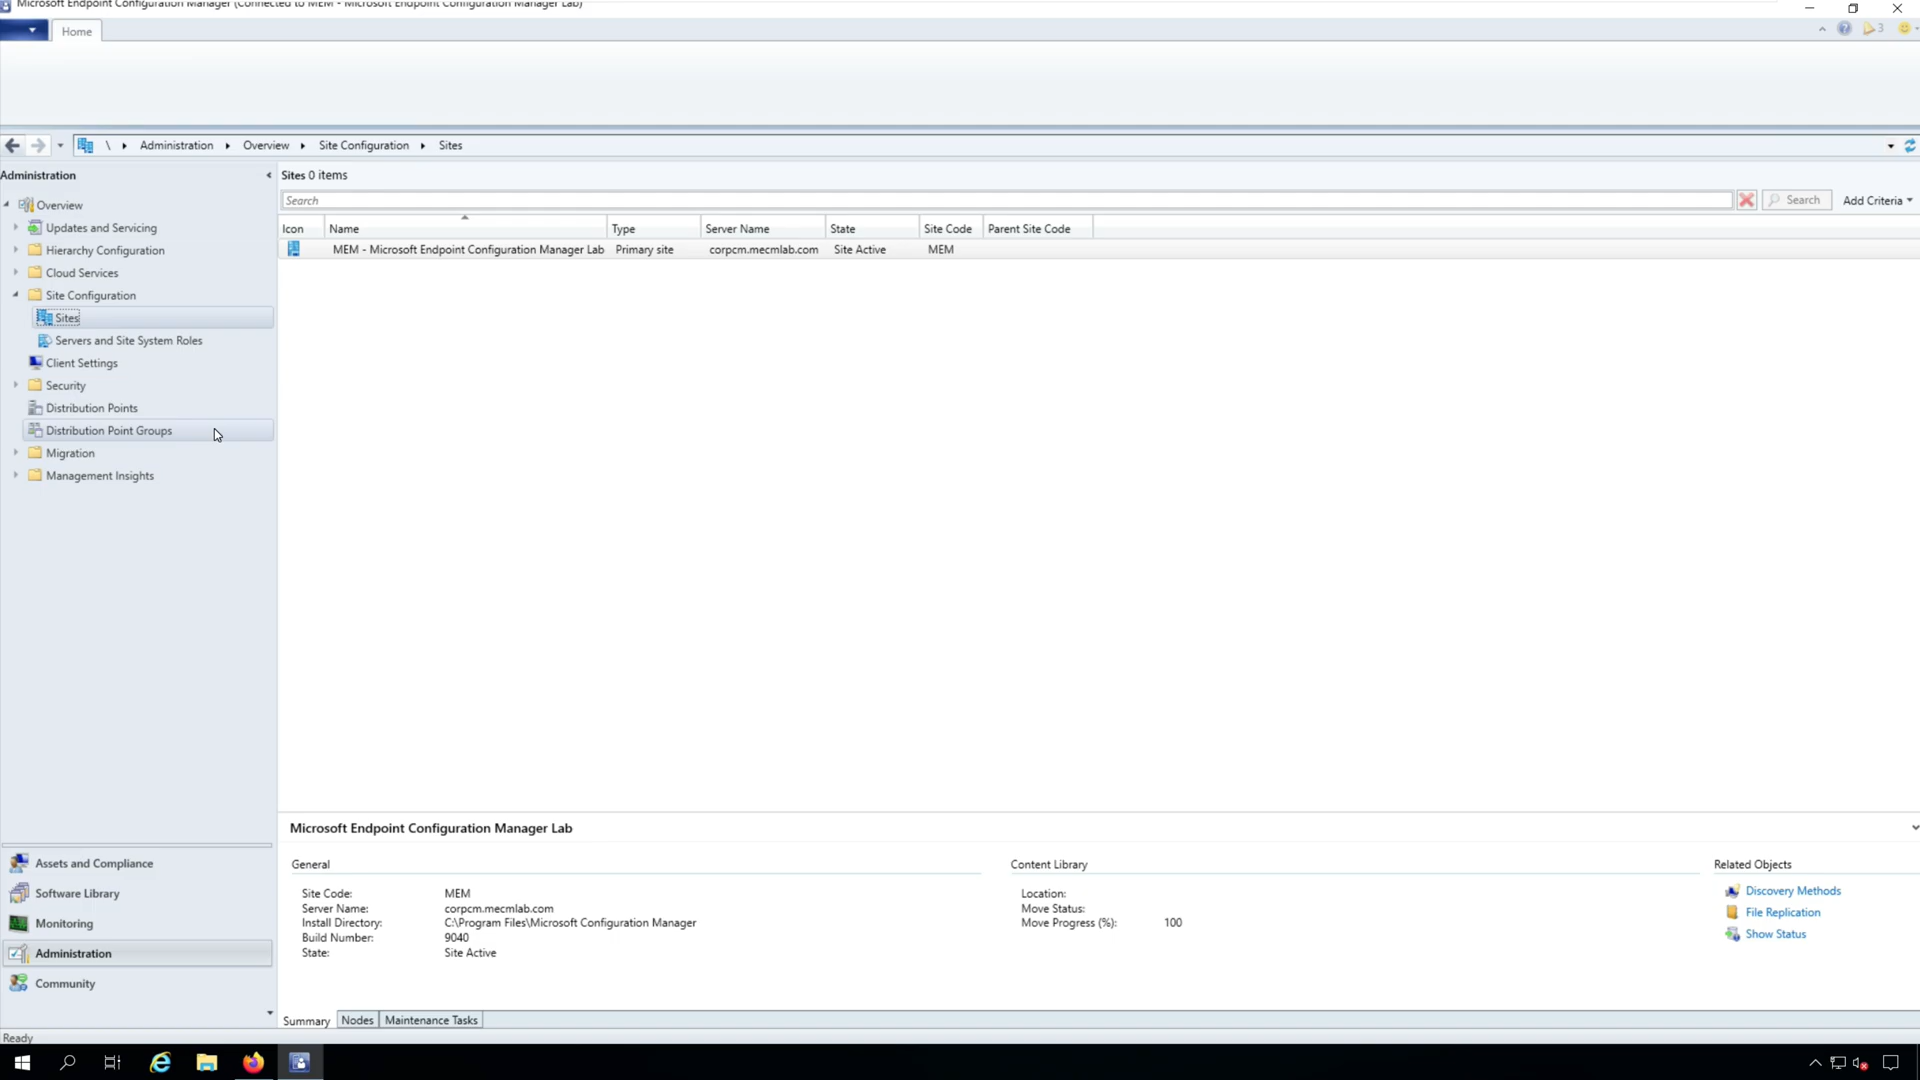 Microsoft Endpoint Configuration Manager (Connected to MEM - Microsoft Endpoint Configuration Manager Lab)
Home
3
\ Administration Overview Site Configuration Sites
Administration
Overview
Updates and Servicing
Hierarchy Configuration
Cloud Services
Site Configuration
Sites
Servers and Site System Roles
Client Settings
Security
Distribution Points
Distribution Point Groups
Migration
Management Insights
Assets and Compliance
Software Library
Monitoring
Administration
Community
Sites 0 items
Search Search Add Criteria
Icon Name Type Server Name State Site Code Parent Site Code
MEM - Microsoft Endpoint Configuration Manager Lab Primary site corpcm.mecmlab.com Site Active MEM
Microsoft Endpoint Configuration Manager Lab
General
Site Code: MEM
Server Name: corpcm.mecmlab.com
Install Directory: C:\Program Files\Microsoft Configuration Manager
Build Number: 9040
State: Site Active
Content Library
Location:
Move Status:
Move Progress (%): 100
Related Objects
Discovery Methods
File Replication
Show Status
Summary Nodes Maintenance Tasks
Ready